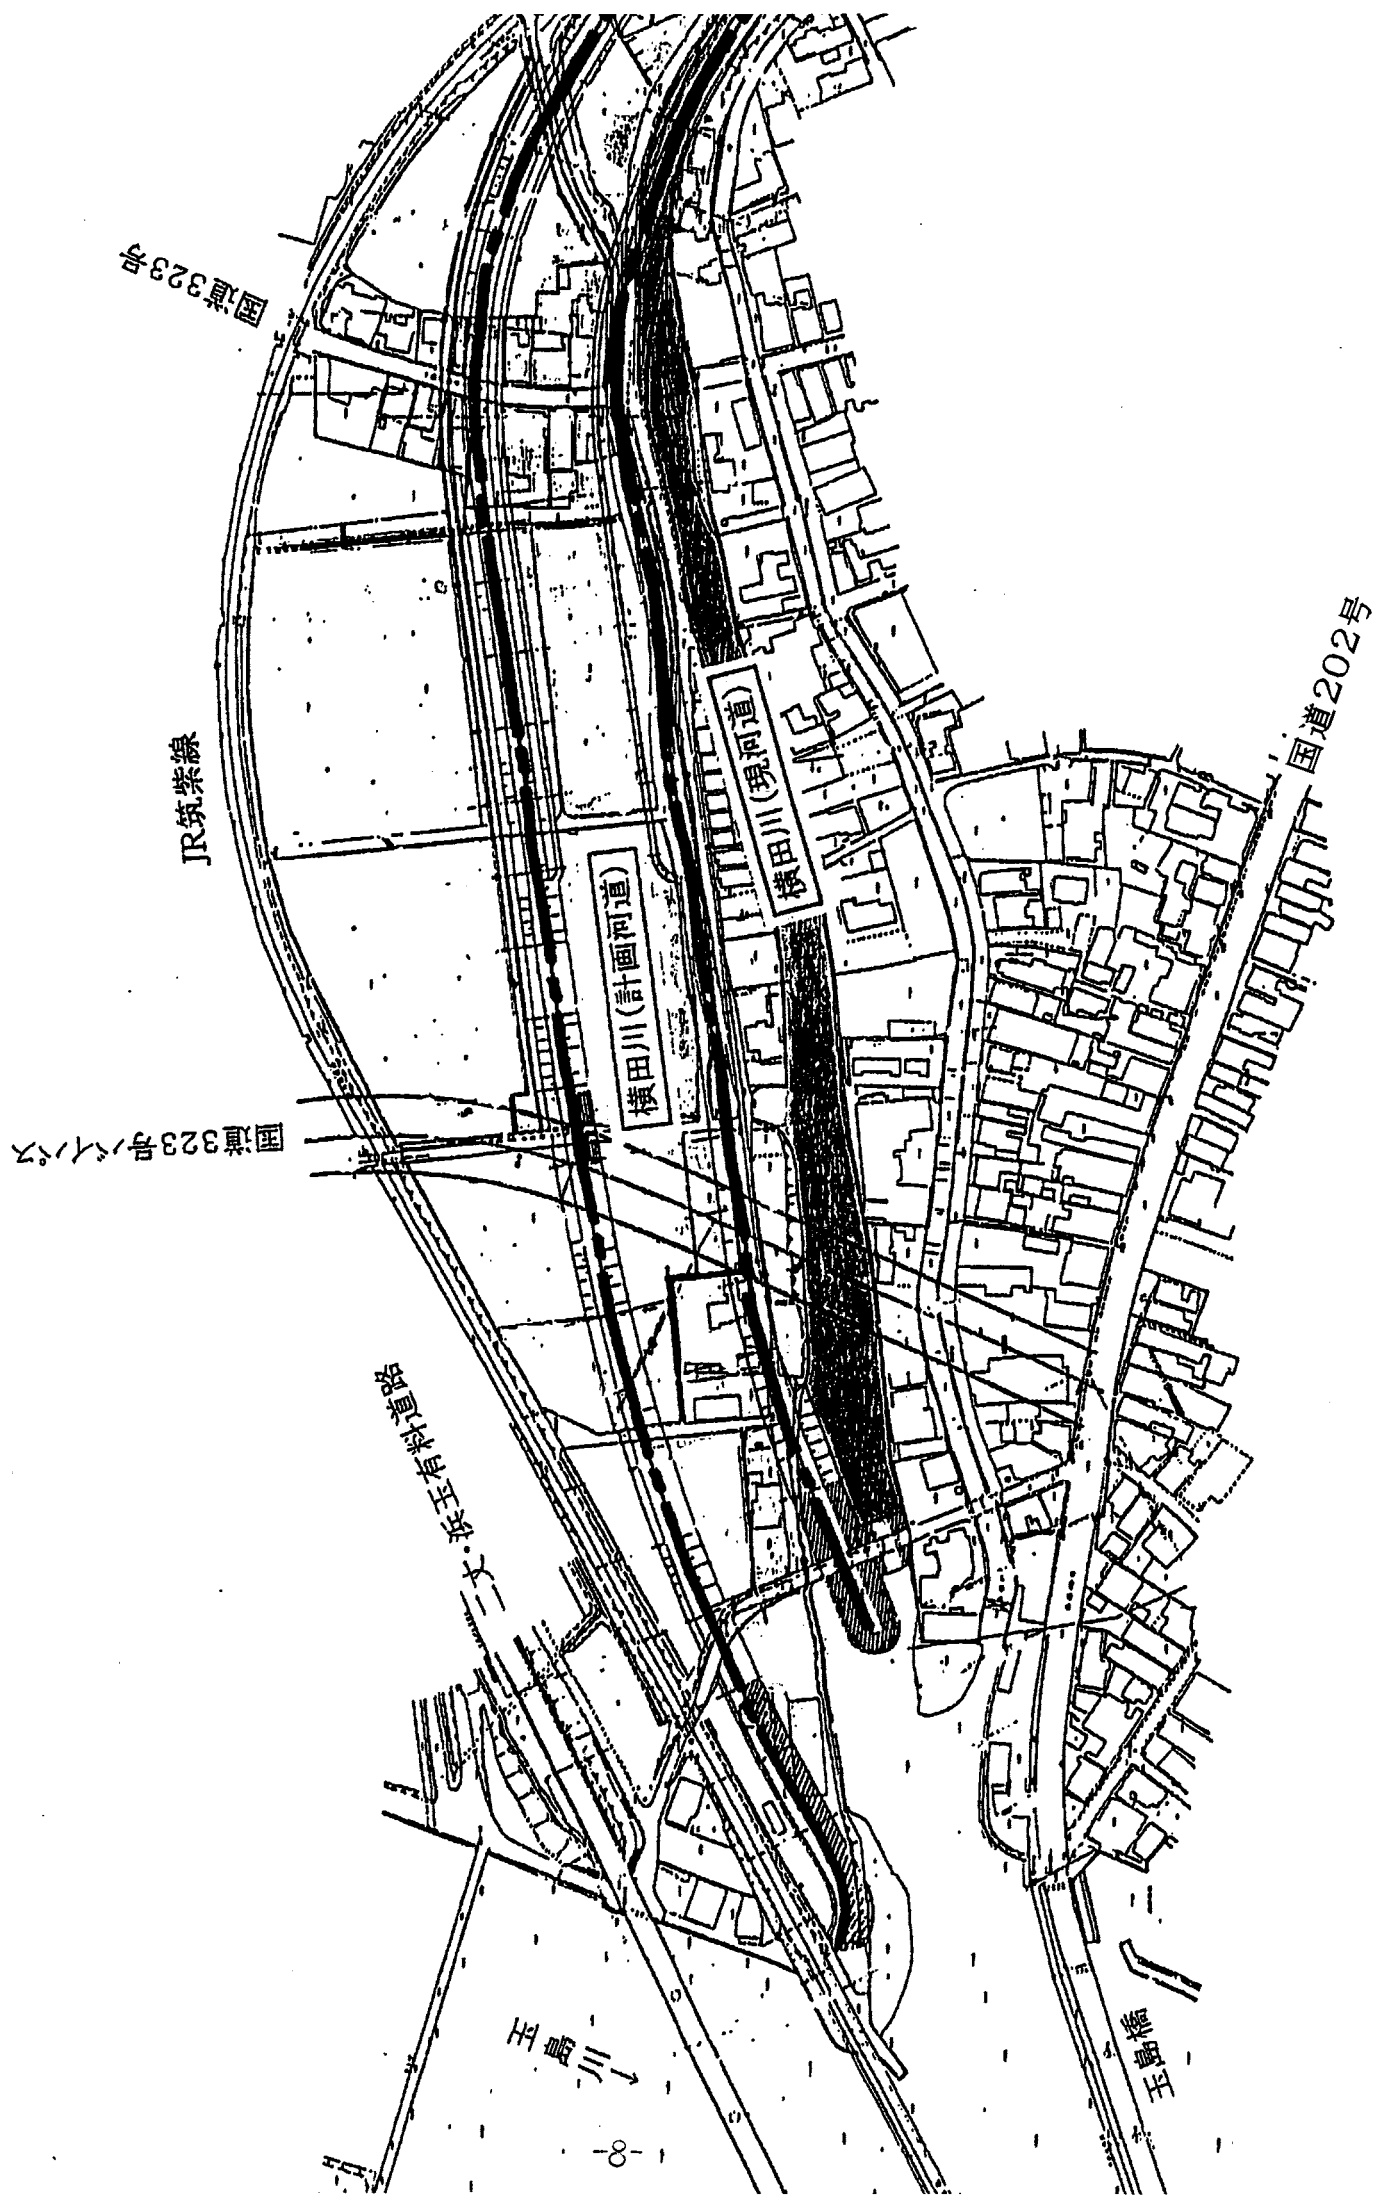 国道323号
JR筑紫線
国道202号
横田川(現河道)
横田川(計画河道)
国道323号バイパス
二丈・浜玉有料道路
玉島川
玉島橋
-8-